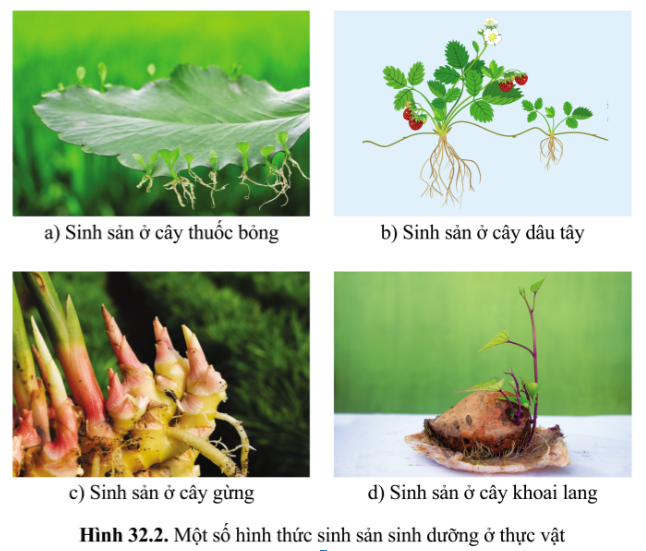 a) Sinh sản ở cây thuốc bỏng
b) Sinh sản ở cây dâu tây
c) Sinh sản ở cây gừng
d) Sinh sản ở cây khoai lang
Hình 32.2. Một số hình thức sinh sản sinh dưỡng ở thực vật